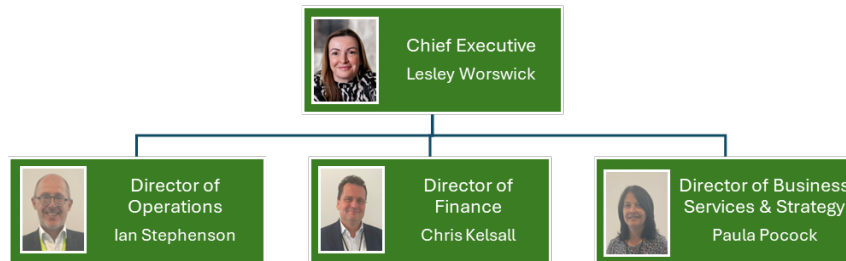 Chief Executive
Lesley Worswick
Director of
Operations
Ian Stephenson
Director of
Finance
Chris Kelsall
Director of Business
Services & Strategy
Paula Pocock